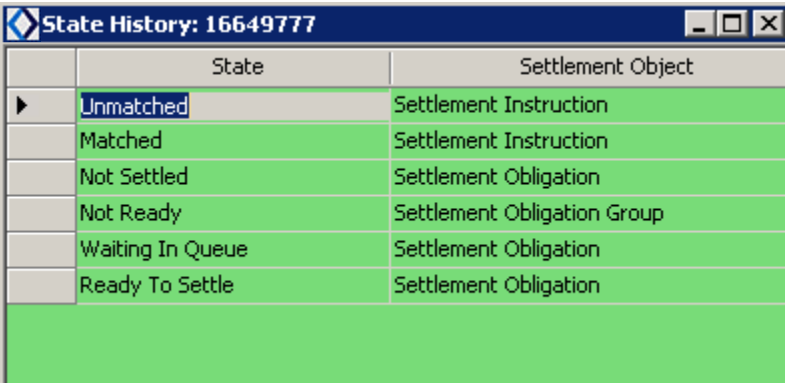 State History: 16649777
State Settlement Object
Unmatched Settlement Instruction
Matched Settlement Instruction
Not Settled Settlement Obligation
Not Ready Settlement Obligation Group
Waiting In Queue Settlement Obligation
Ready To Settle Settlement Obligation